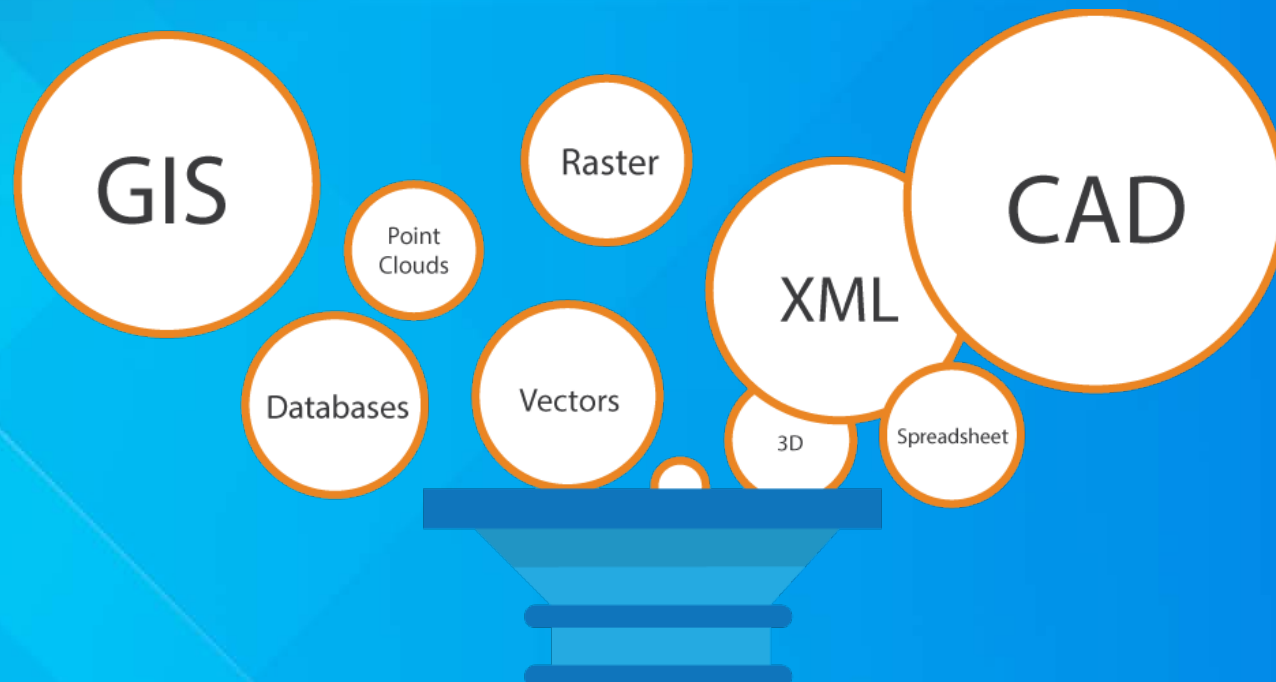 GIS
Point
Clouds
Raster
CAD
XML
Databases
Vectors
3D
Spreadsheet